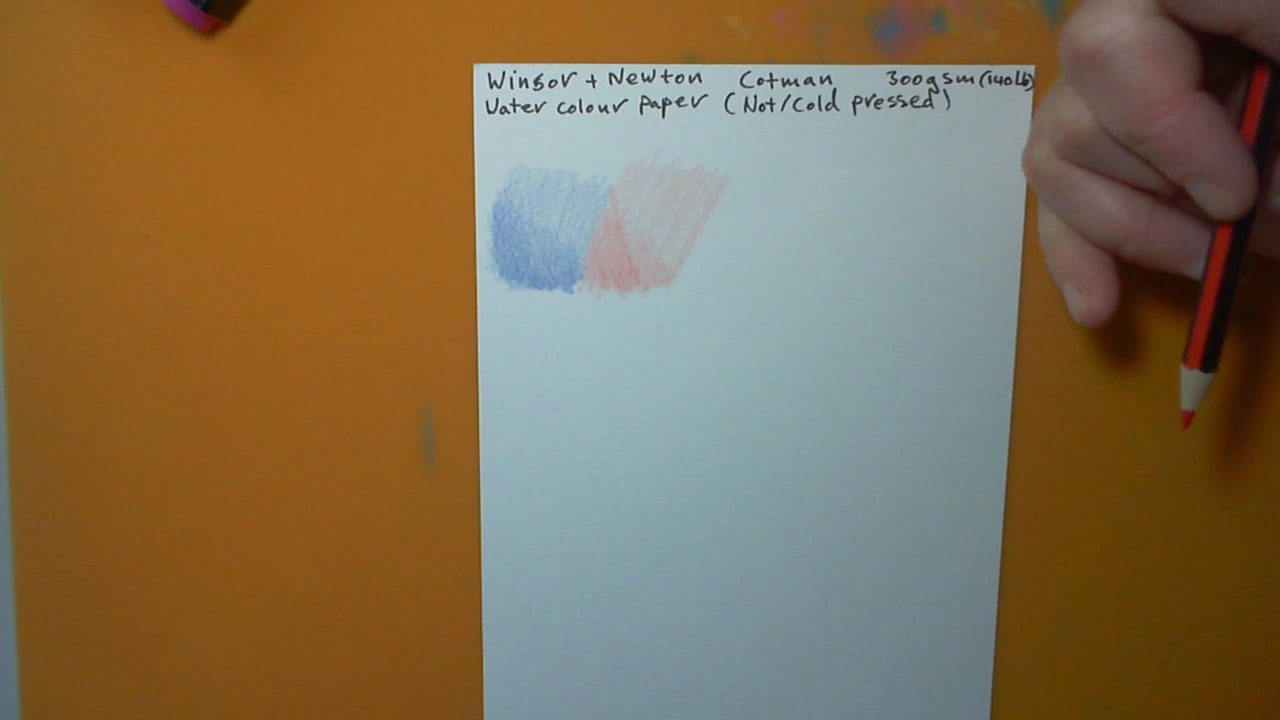 Winsor + Newton Cotman 300gsm (140lb)
Water colour paper (Not/Cold pressed)